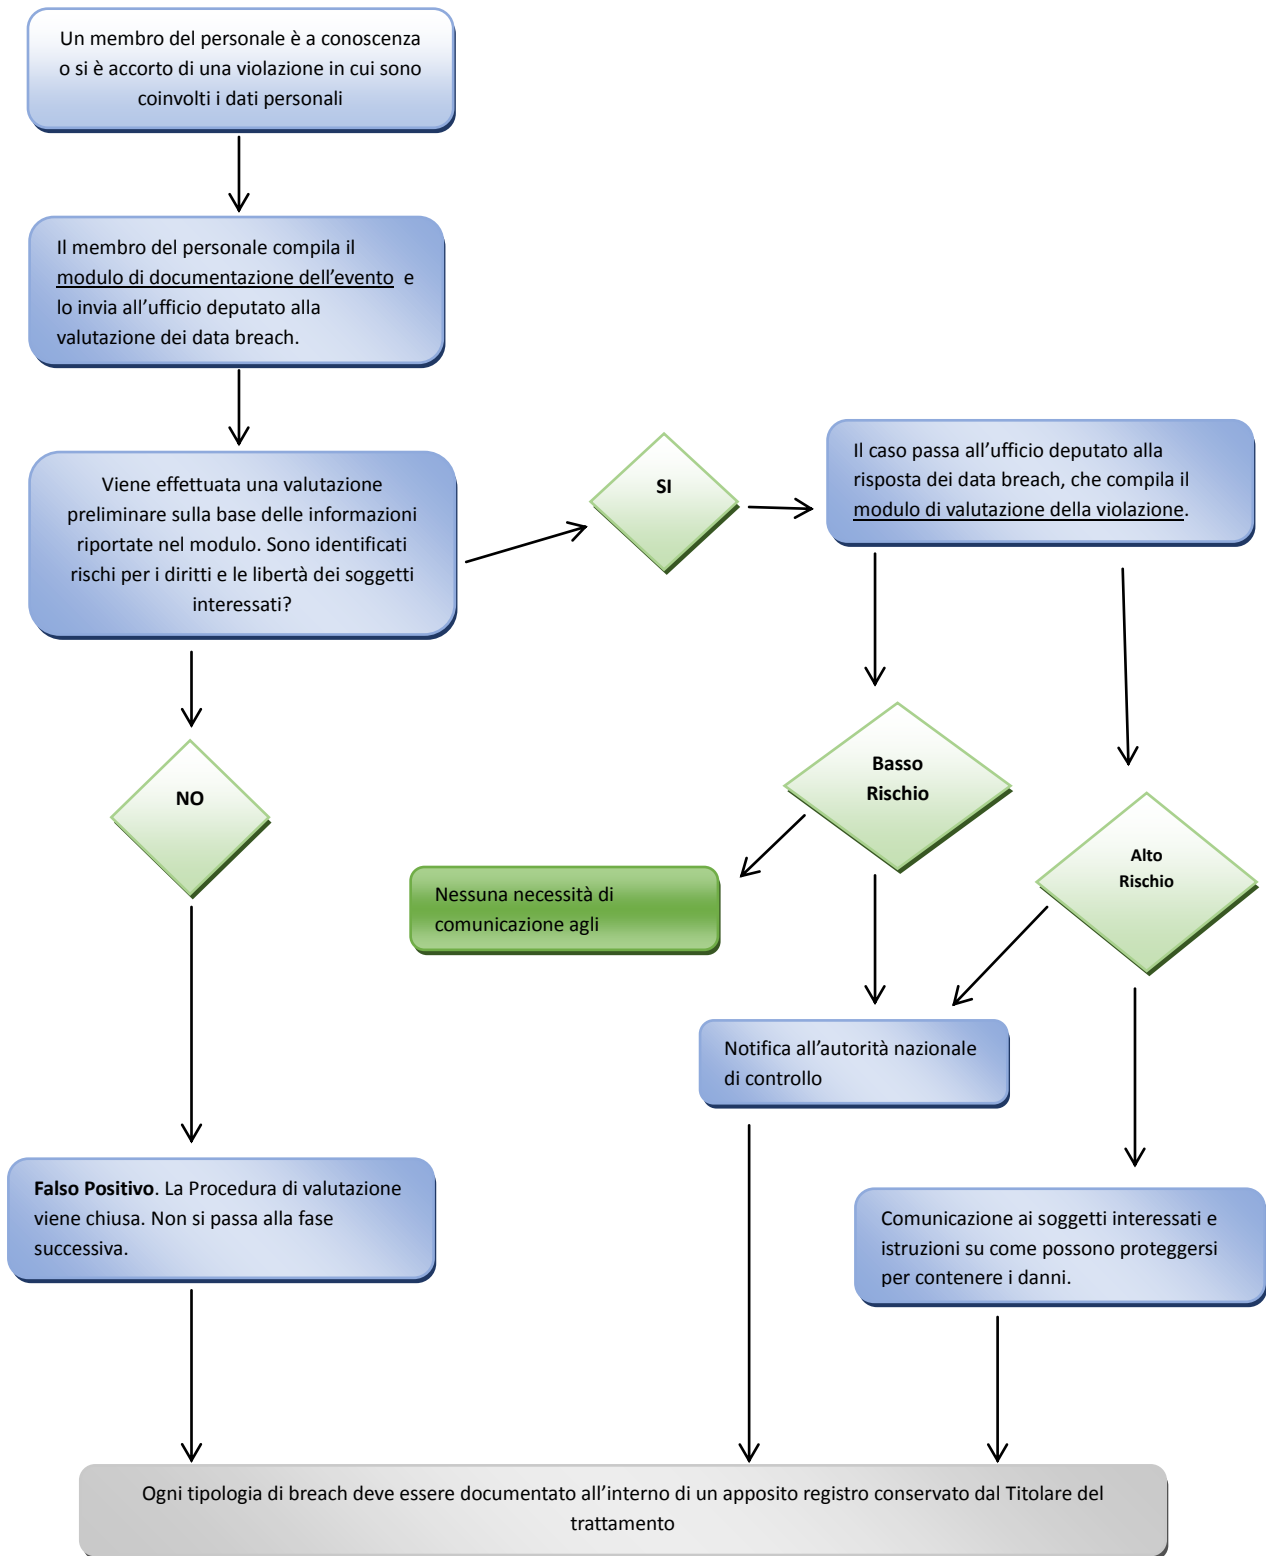 Un membro del personale è a conoscenza
o si è accorto di una violazione in cui sono
coinvolti i dati personali
Il membro del personale compila il
modulo di documentazione dell’evento e
lo invia all’ufficio deputato alla
valutazione dei data breach.
Viene effettuata una valutazione
preliminare sulla base delle informazioni
riportate nel modulo. Sono identificati
rischi per i diritti e le libertà dei soggetti
interessati?
SI
Il caso passa all’ufficio deputato alla
risposta dei data breach, che compila il
modulo di valutazione della violazione.
NO
Basso
Rischio
Alto
Rischio
Nessuna necessità di
comunicazione agli
Notifica all’autorità nazionale
di controllo
Falso Positivo. La Procedura di valutazione
viene chiusa. Non si passa alla fase
successiva.
Comunicazione ai soggetti interessati e
istruzioni su come possono proteggersi
per contenere i danni.
Ogni tipologia di breach deve essere documentato all’interno di un apposito registro conservato dal Titolare del
trattamento